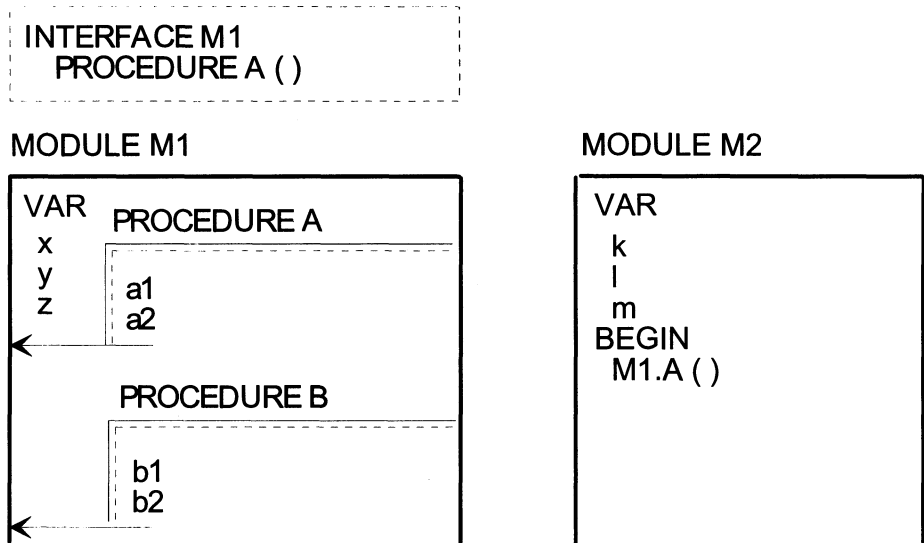 INTERFACE M1
PROCEDURE A ( )
MODULE M1
VAR
x
y
z
PROCEDURE A
a1
a2
PROCEDURE B
b1
b2
MODULE M2
VAR
k
l
m
BEGIN
M1.A ( )